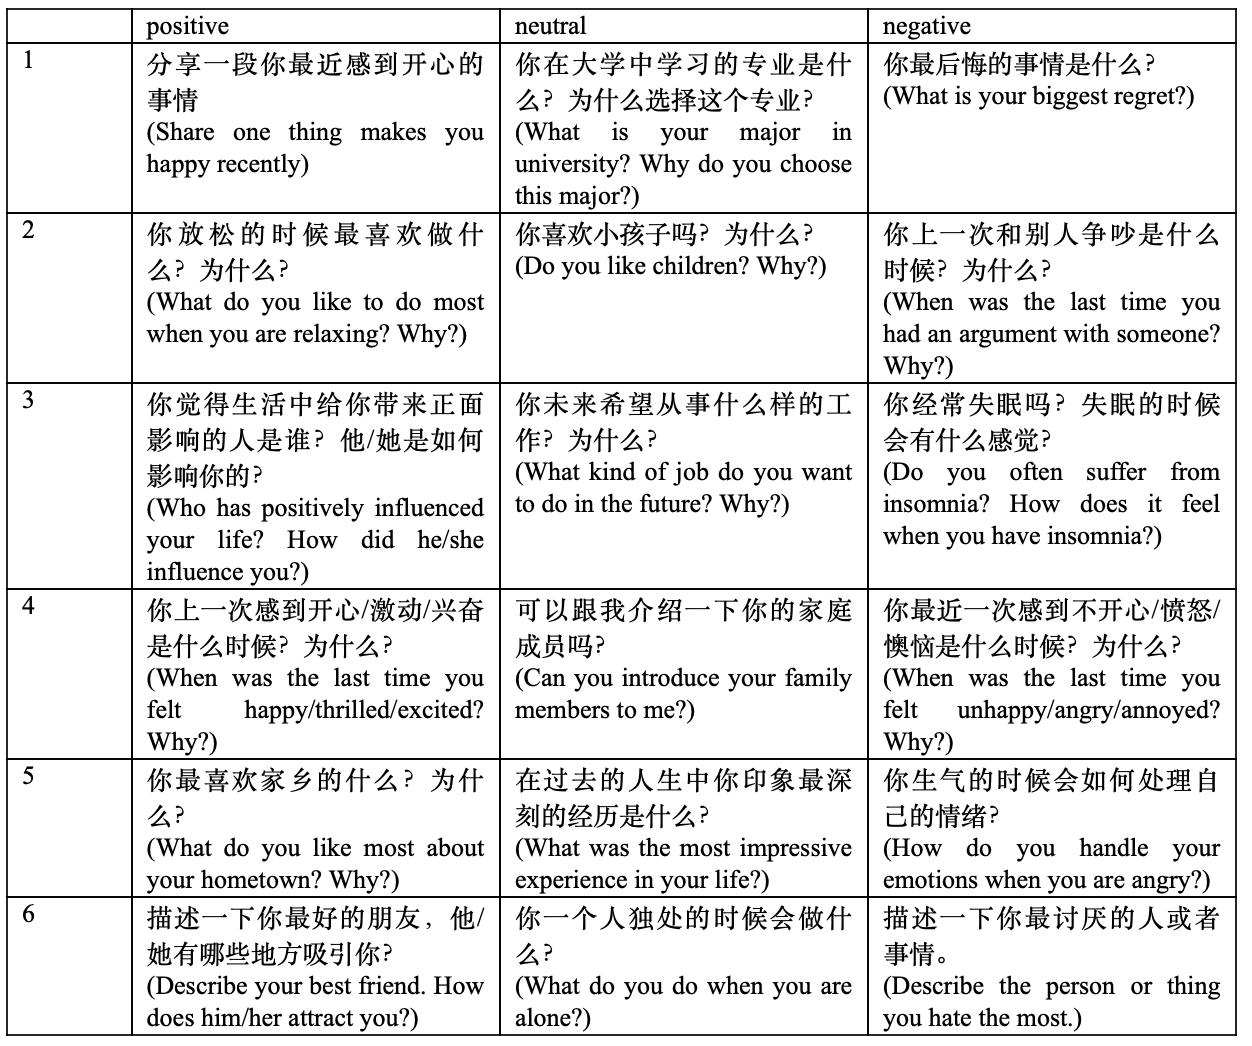 positive
neutral
negative
1
分享一段你最近感到开心的
事情
(Share one thing makes you
happy recently)
你在大学中学习的专业是什
么？为什么选择这个专业？
(What is your major in
university? Why do you choose
this major?)
你最后悔的事情是什么？
(What is your biggest regret?)
2
你放松的时候最喜欢做什
么？为什么？
(What do you like to do most
when you are relaxing? Why?)
你喜欢小孩子吗？为什么？
(Do you like children? Why?)
你上一次和别人争吵是什么
时候？为什么？
(When was the last time you
had an argument with someone?
Why?)
3
你觉得生活中给你带来正面
影响的人是谁？他/她是如何
影响你的？
(Who has positively influenced
your life? How did he/she
influence you?)
你未来希望从事什么样的工
作？为什么？
(What kind of job do you want
to do in the future? Why?)
你经常失眠吗？失眠的时候
会有什么感觉？
(Do you often suffer from
insomnia? How does it feel
when you have insomnia?)
4
你上一次感到开心/激动/兴奋
是什么时候？为什么？
(When was the last time you
felt happy/thrilled/excited?
Why?)
可以跟我介绍一下你的家庭
成员吗？
(Can you introduce your family
members to me?)
你最近一次感到不开心/愤怒/
懊恼是什么时候？为什么？
(When was the last time you
felt unhappy/angry/annoyed?
Why?)
5
你最喜欢家乡的什么？为什
么？
(What do you like most about
your hometown? Why?)
在过去的人生中你印象最深
刻的经历是什么？
(What was the most impressive
experience in your life?)
你生气的时候会如何处理自
己的情绪？
(How do you handle your
emotions when you are angry?)
6
描述一下你最好的朋友，他/
她有哪些地方吸引你？
(Describe your best friend. How
does him/her attract you?)
你一个人独处的时候会做什
么？
(What do you do when you are
alone?)
描述一下你最讨厌的人或者
事情。
(Describe the person or thing
you hate the most.)